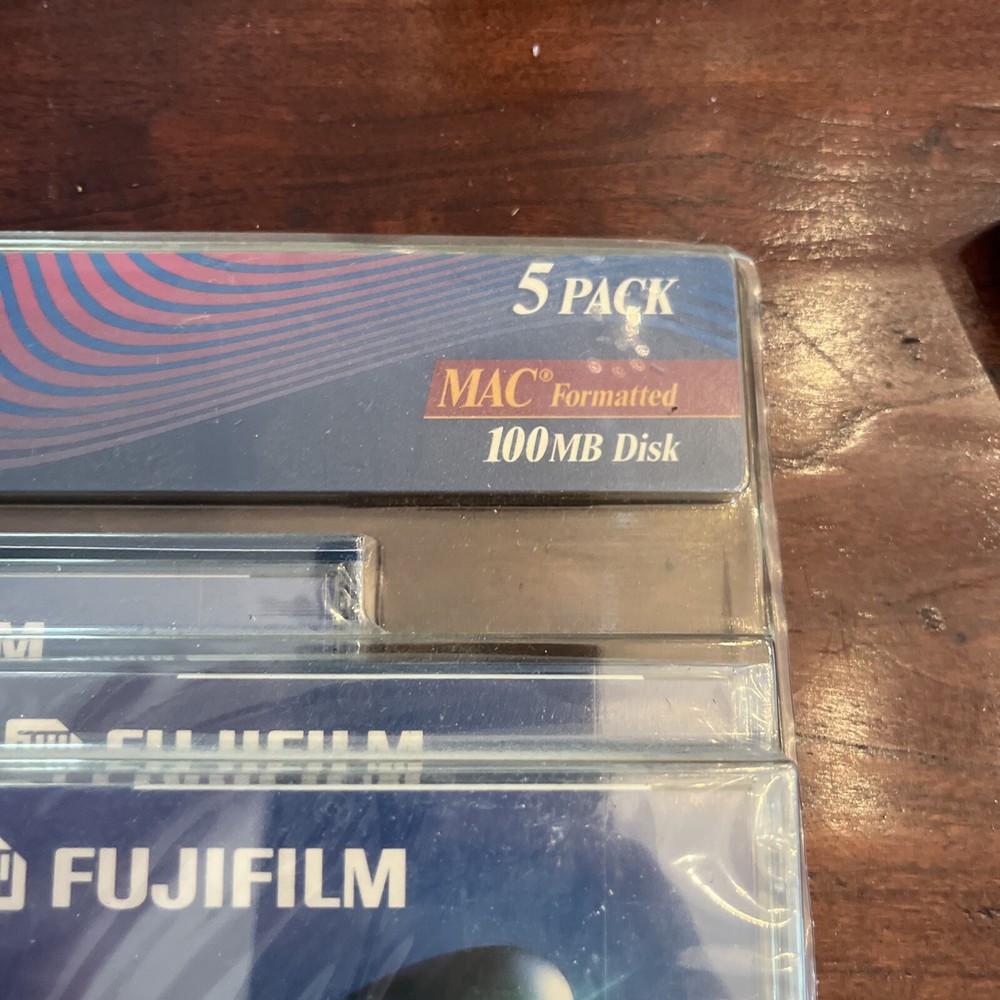 5 PACK
MAC® Formatted
100MB Disk
M
FUJIFILM
FUJIFILM